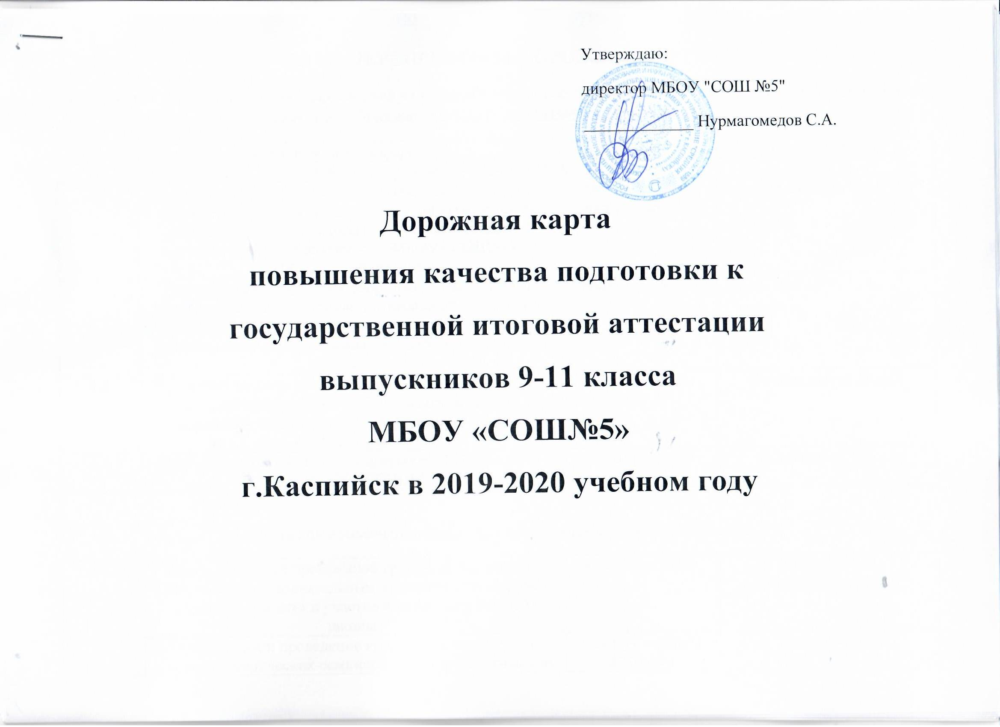 Утверждаю:
директор МБОУ "СОШ №5"
_____________ Нурмагомедов С.А.
Дорожная карта
повышения качества подготовки к
государственной итоговой аттестации
выпускников 9-11 класса
МБОУ «СОШ№5»
г.Каспийск в 2019-2020 учебном году